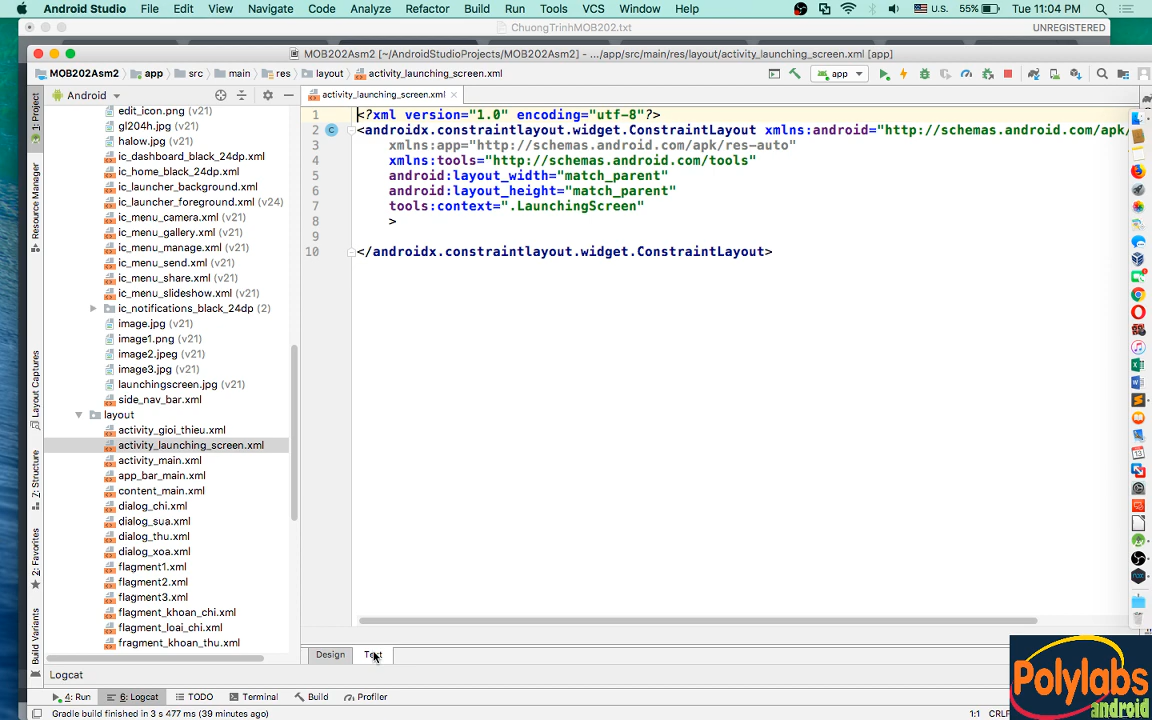 Android Studio File Edit View Navigate Code Analyze Refactor Build Run Tools VCS Window Help U.S. 55% Tue 11:04 PM
ChuongTrinhMOB202.txt UNREGISTERED
MOB202Asm2 [~/AndroidStudioProjects/MOB202Asm2] - .../app/src/main/res/layout/activity_launching_screen.xml [app]
MOB202Asm2 app src main res layout activity_launching_screen.xml app
Android activity_launching_screen.xml
1: Project
Resource Manager
Layout Captures
7: Structure
2: Favorites
Build Variants
edit_icon.png (v21)
gl204h.jpg (v21)
halow.jpg (v21)
ic_dashboard_black_24dp.xml
ic_home_black_24dp.xml
ic_launcher_background.xml
ic_launcher_foreground.xml (v24)
ic_menu_camera.xml (v21)
ic_menu_gallery.xml (v21)
ic_menu_manage.xml (v21)
ic_menu_send.xml (v21)
ic_menu_share.xml (v21)
ic_menu_slideshow.xml (v21)
ic_notifications_black_24dp (2)
image.jpg (v21)
image1.png (v21)
image2.jpeg (v21)
image3.jpg (v21)
launchingscreen.jpg (v21)
side_nav_bar.xml
layout
activity_gioi_thieu.xml
activity_launching_screen.xml
activity_main.xml
app_bar_main.xml
content_main.xml
dialog_chi.xml
dialog_sua.xml
dialog_thu.xml
dialog_xoa.xml
flagment1.xml
flagment2.xml
flagment3.xml
flagment_khoan_chi.xml
flagment_loai_chi.xml
fragment_khoan_thu.xml
1 <?xml version="1.0" encoding="utf-8"?>
2 <androidx.constraintlayout.widget.ConstraintLayout xmlns:android="http://schemas.android.com/apk/
3 xmlns:app="http://schemas.android.com/apk/res-auto"
4 xmlns:tools="http://schemas.android.com/tools"
5 android:layout_width="match_parent"
6 android:layout_height="match_parent"
7 tools:context=".LaunchingScreen"
8 >
9
10 </androidx.constraintlayout.widget.ConstraintLayout>
Design Text
Logcat
4: Run 6: Logcat TODO Terminal Build Profiler
Gradle build finished in 3 s 477 ms (39 minutes ago) 1:1 CRLF
Polylabs
android